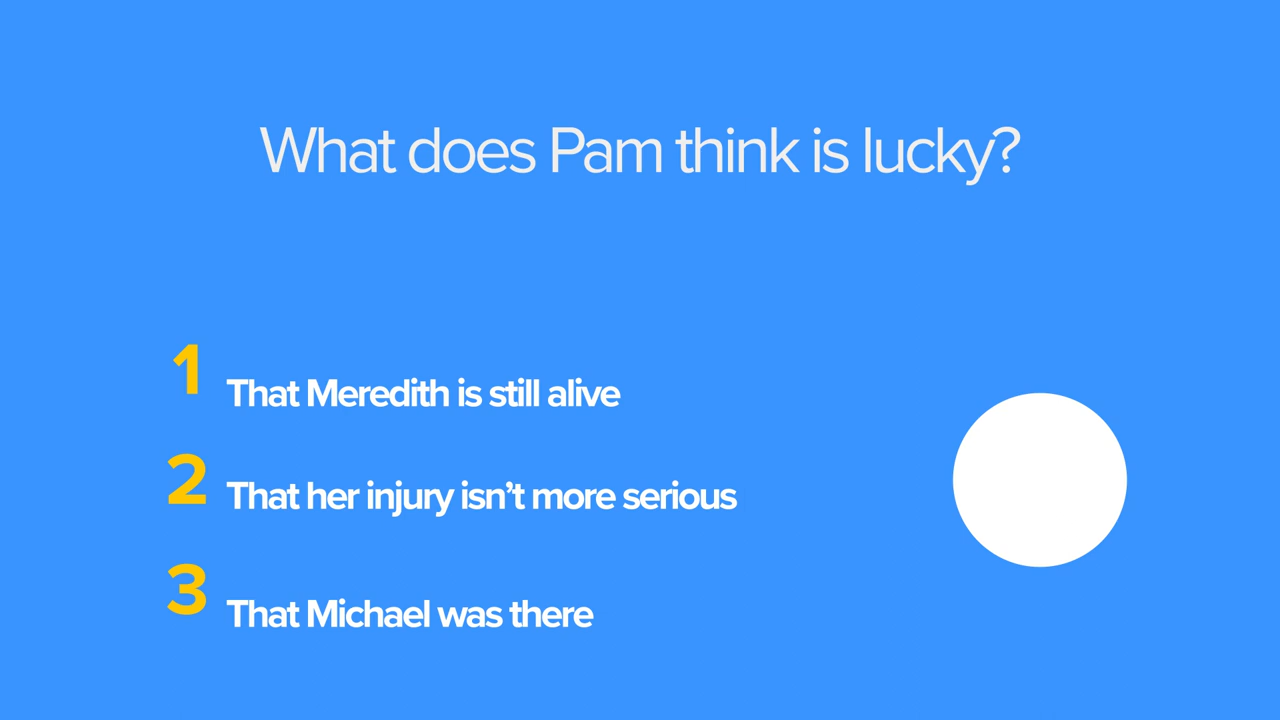 What does Pam think is lucky?
1 That Meredith is still alive
2 That her injury isn’t more serious
3 That Michael was there